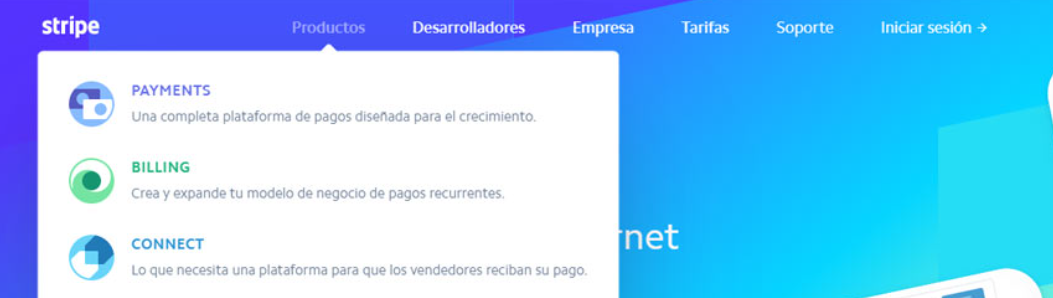 stripe Productos Desarrolladores Empresa Tarifas Soporte Iniciar sesión →
PAYMENTS
Una completa plataforma de pagos diseñada para el crecimiento.
BILLING
Crea y expande tu modelo de negocio de pagos recurrentes.
rnet
CONNECT
Lo que necesita una plataforma para que los vendedores reciban su pago.